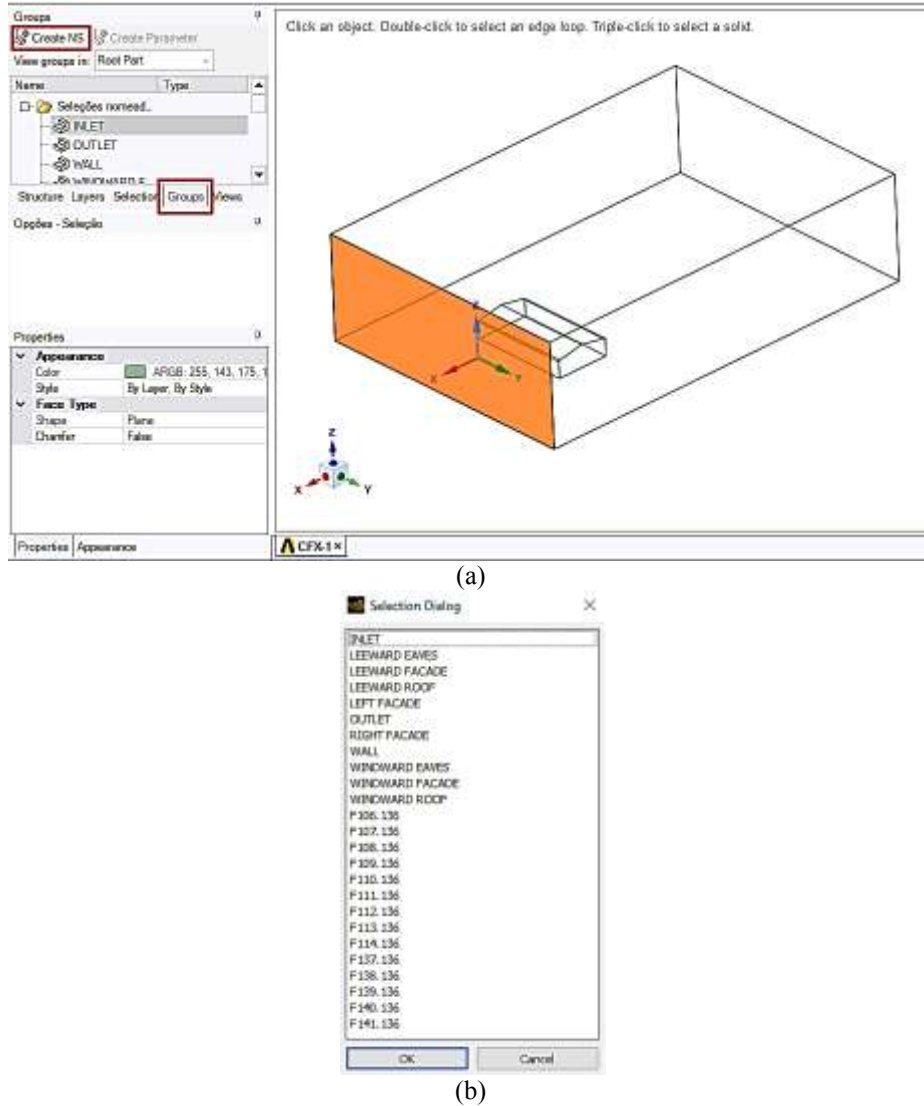 Groups
Create NS Create Parameter
View groups in: Root Part
Name Type
Seleções nomead...
INLET
OUTLET
WALL
WINDWARD F
Structure Layers Selection Groups Views
Opções - Seleção
Properties
Appearance
Color ARGB: 255, 143, 175, 1
Style By Layer, By Style
Face Type
Shape Plane
Chamfer False
Properties Appearance
Click an object. Double-click to select an edge loop. Triple-click to select a solid.
Z
X Y
Z
X Y
CFX-1
(a)
Selection Dialog
INLET
LEEWARD EAVES
LEEWARD FACADE
LEEWARD ROOF
LEFT FACADE
OUTLET
RIGHT FACADE
WALL
WINDWARD EAVES
WINDWARD FACADE
WINDWARD ROOF
F106.136
F107.136
F108.136
F109.136
F110.136
F111.136
F112.136
F113.136
F114.136
F137.136
F138.136
F139.136
F140.136
F141.136
OK Cancel
(b)